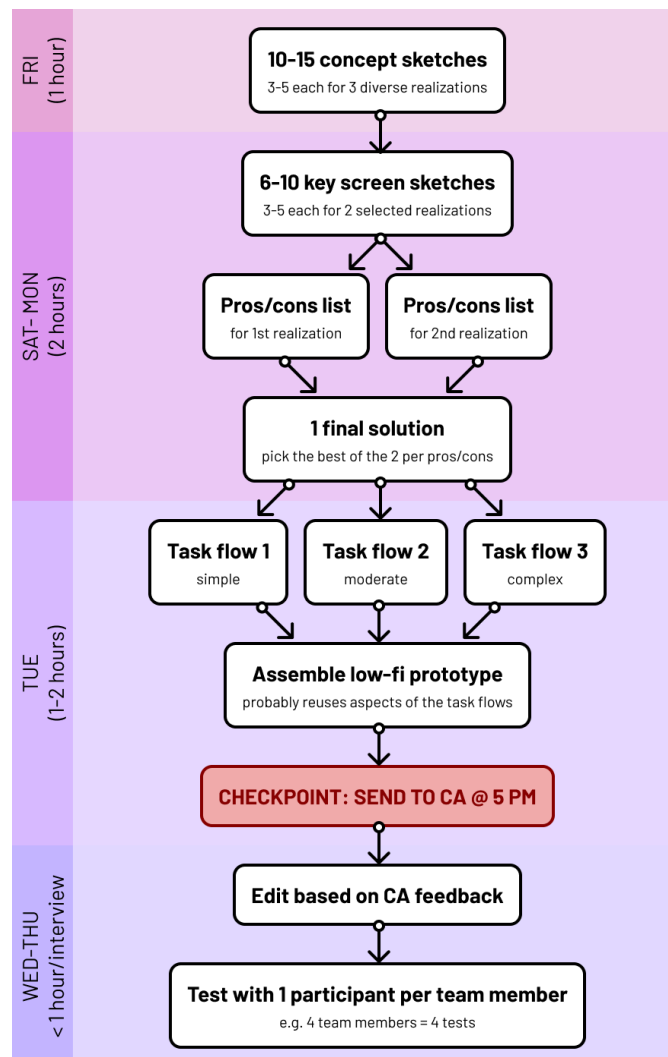 FRI
(1 hour)
10-15 concept sketches
3-5 each for 3 diverse realizations
SAT- MON
(2 hours)
6-10 key screen sketches
3-5 each for 2 selected realizations
Pros/cons list
for 1st realization
Pros/cons list
for 2nd realization
1 final solution
pick the best of the 2 per pros/cons
TUE
(1-2 hours)
Task flow 1
simple
Task flow 2
moderate
Task flow 3
complex
Assemble low-fi prototype
probably reuses aspects of the task flows
CHECKPOINT: SEND TO CA @ 5 PM
WED-THU
< 1 hour/interview
Edit based on CA feedback
Test with 1 participant per team member
e.g. 4 team members = 4 tests